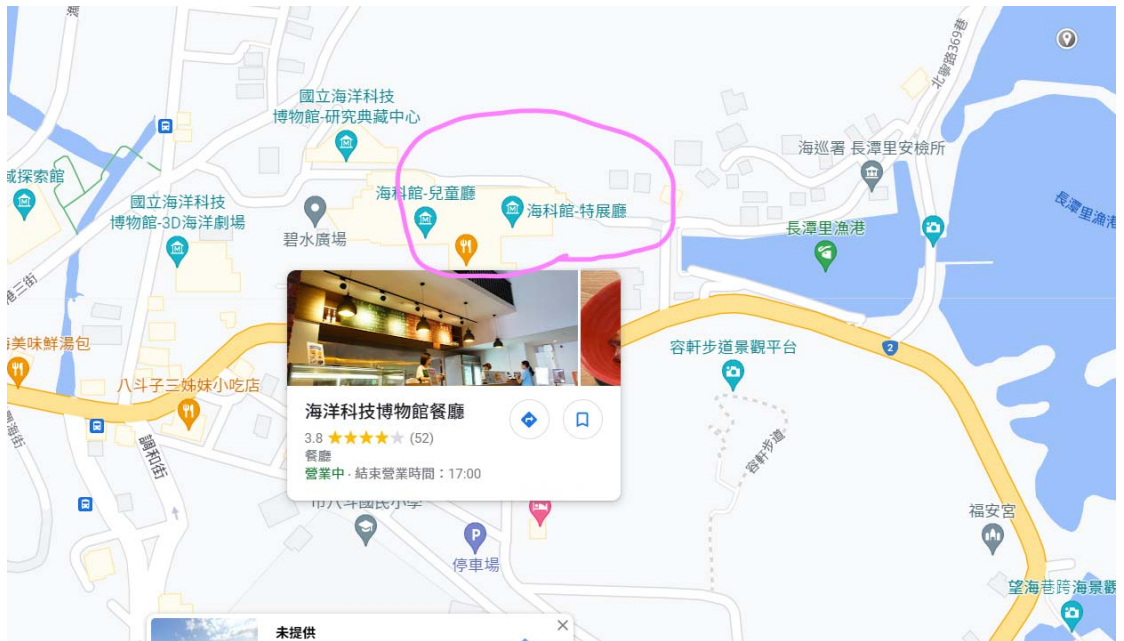 北寧路369巷
國立海洋科技
博物館-研究典藏中心
海巡署 長潭里安檢所
域探索館
國立海洋科技
博物館-3D海洋劇場
海科館-兒童廳
海科館-特展廳
長潭里漁港
長潭里漁港
碧水廣場
港三街
美味鮮湯包
八斗子三姊妹小吃店
容軒步道景觀平台
2
海洋科技博物館餐廳
3.8 ★★★★★ (52)
餐廳
營業中 · 結束營業時間:17:00
調和街
容軒步道
市八斗國民小學
P
停車場
福安宮
望海巷跨海景觀
未提供